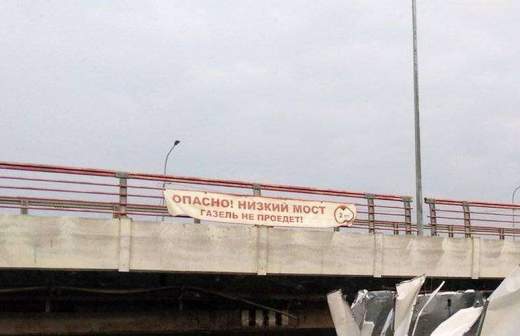 ОПАСНО! НИЗКИЙ МОСТ
ГАЗЕЛЬ НЕ ПРОЕДЕТ!